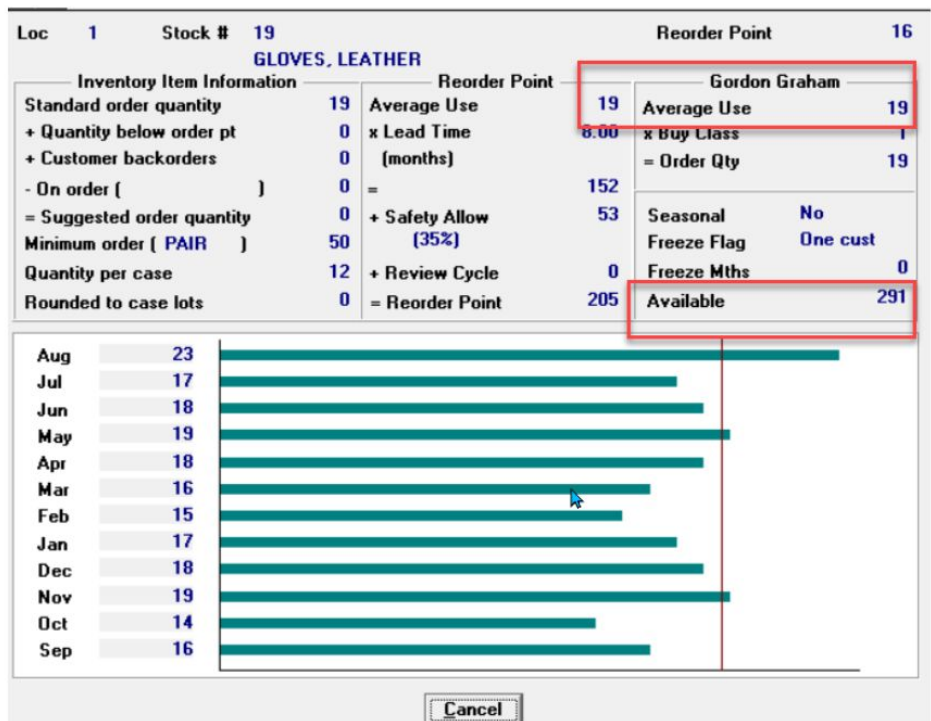 Loc 1 Stock # 19 Reorder Point 16
GLOVES, LEATHER
Inventory Item Information
Standard order quantity 19
+ Quantity below order pt 0
+ Customer backorders 0
- On order ( ) 0
= Suggested order quantity 0
Minimum order ( PAIR ) 50
Quantity per case 12
Rounded to case lots 0
Reorder Point
Average Use 19
x Lead Time 8.00
(months)
= 152
+ Safety Allow 53
(35%)
+ Review Cycle 0
= Reorder Point 205
Gordon Graham
Average Use 19
x Buy Class 1
= Order Qty 19
Seasonal No
Freeze Flag One cust
Freeze Mths 0
Available 291
Aug 23
Jul 17
Jun 18
May 19
Apr 18
Mar 16
Feb 15
Jan 17
Dec 18
Nov 19
Oct 14
Sep 16
Cancel